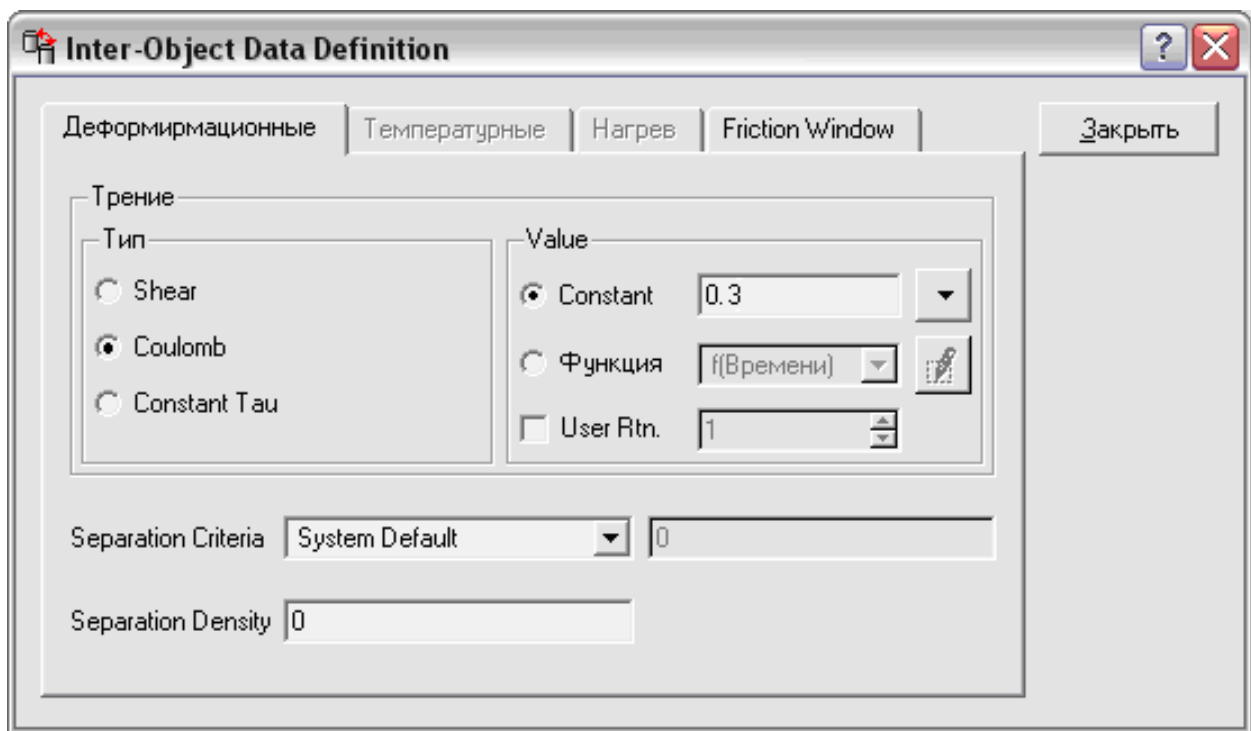 Inter-Object Data Definition
Деформирмационные Температурные Нагрев Friction Window Закрыть
Трение
Тип Value
Shear Constant 0.3
Coulomb Функция f(Времени)
Constant Tau User Rtn. 1
Separation Criteria System Default 0
Separation Density 0